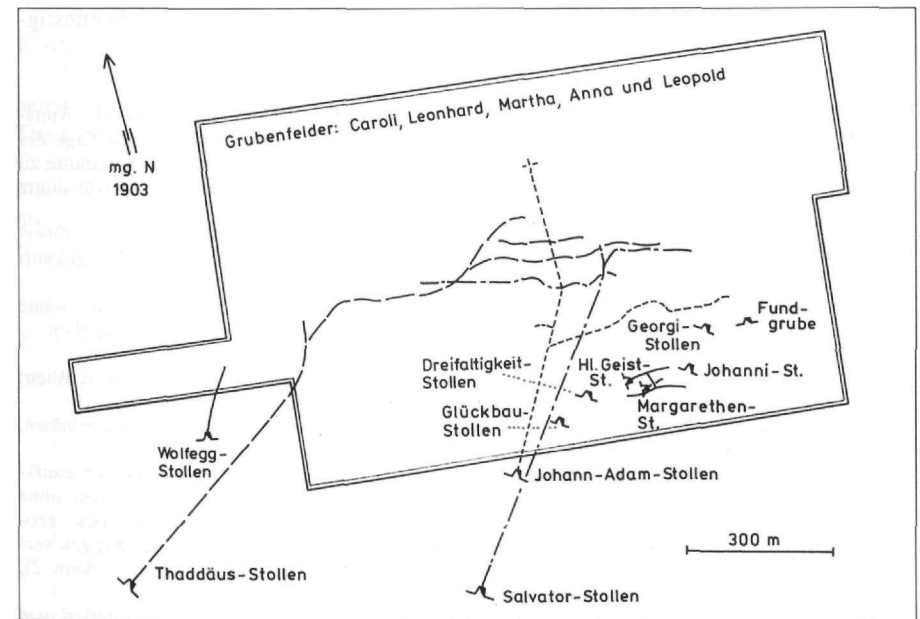 mg. N
1903
Grubenfelder: Caroli, Leonhard, Martha, Anna und Leopold
Fund-
grube
Georgi-
Stollen
Dreifaltigkeit-
Stollen
Hl. Geist-
St.
Johanni-St.
Margarethen-
St.
Glückbau-
Stollen
Wolfegg-
Stollen
Johann-Adam-Stollen
300 m
Thaddäus-Stollen
Salvator-Stollen